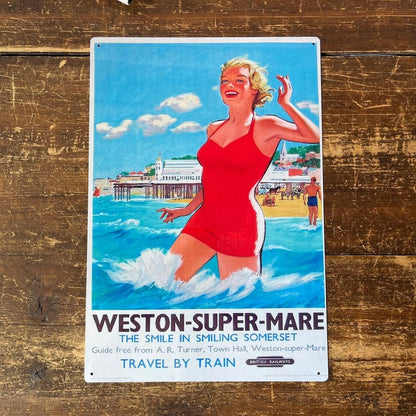 WESTON-SUPER-MARE
THE SMILE IN SMILING SOMERSET
Guide free from A. R. Turner, Town Hall, Weston-super-Mare
TRAVEL BY TRAIN
BRITISH RAILWAYS